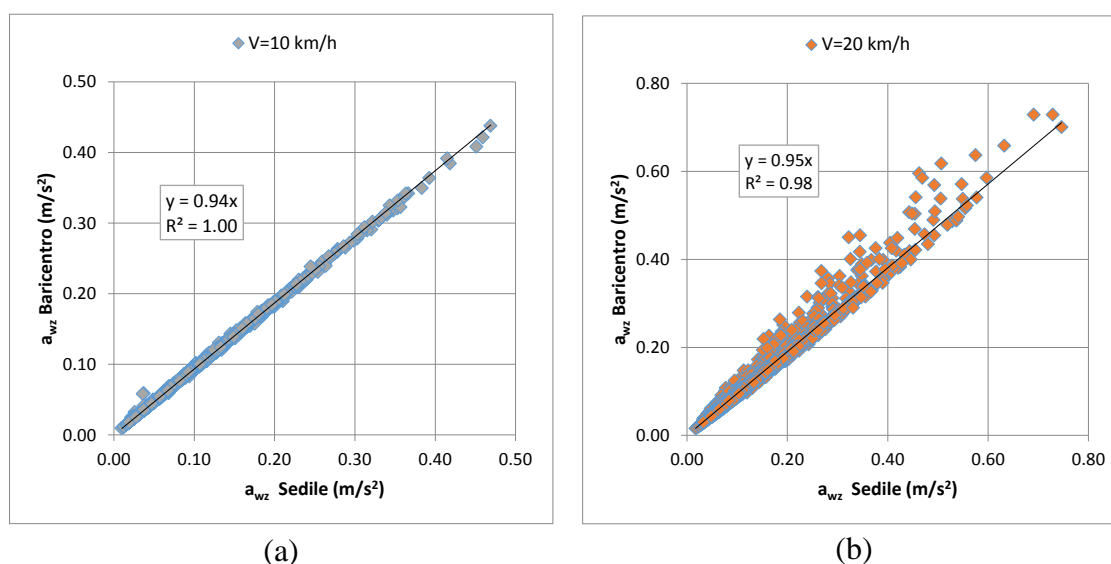 V=10 km/h
0.50
0.40
0.30
0.20
0.10
0.00
0.00 0.10 0.20 0.30 0.40 0.50
a_wz Baricentro (m/s²)
a_wz Sedile (m/s²)
y = 0.94x
R² = 1.00
(a)
V=20 km/h
0.80
0.60
0.40
0.20
0.00
0.00 0.20 0.40 0.60 0.80
a_wz Baricentro (m/s²)
a_wz Sedile (m/s²)
y = 0.95x
R² = 0.98
(b)